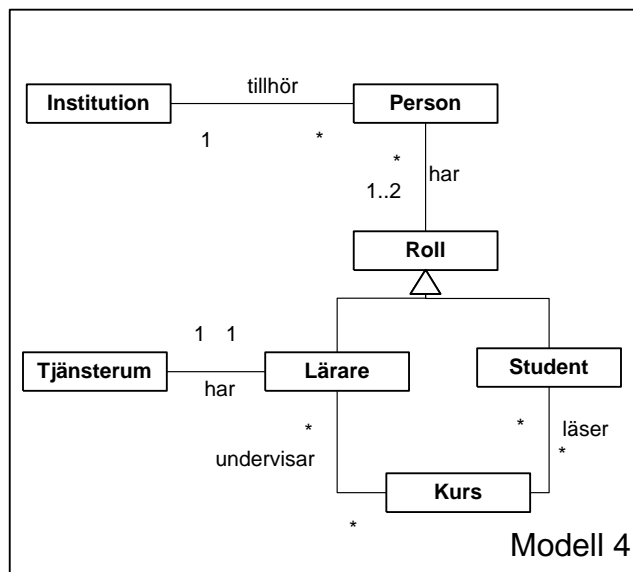 tillhör
Institution
Person
1
*
*
har
1..2
Roll
1 1
Tjänsterum
Lärare
Student
har
*
*
läser
undervisar
*
Kurs
*
Modell 4